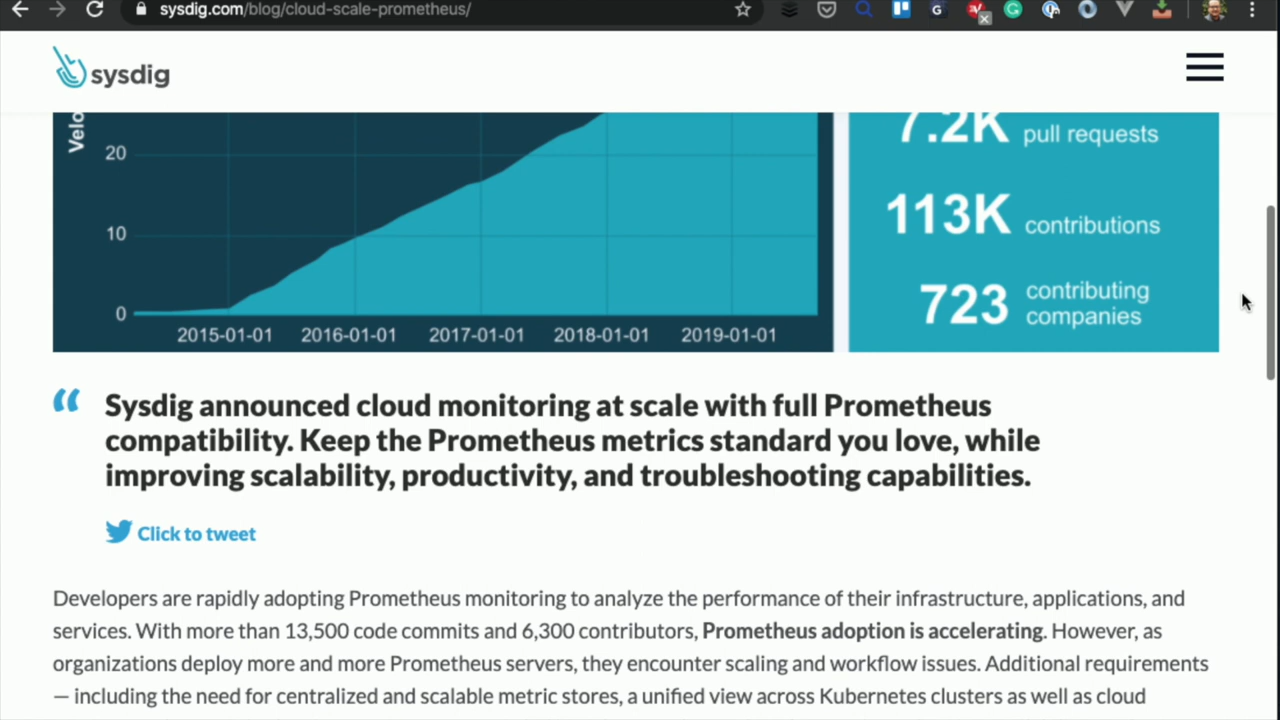 sysdig.com/blog/cloud-scale-prometheus/
sysdig
Velo
20
10
0
2015-01-01 2016-01-01 2017-01-01 2018-01-01 2019-01-01
7.2K pull requests
113K contributions
723 contributing
companies
“ Sysdig announced cloud monitoring at scale with full Prometheus
compatibility. Keep the Prometheus metrics standard you love, while
improving scalability, productivity, and troubleshooting capabilities.
Click to tweet
Developers are rapidly adopting Prometheus monitoring to analyze the performance of their infrastructure, applications, and
services. With more than 13,500 code commits and 6,300 contributors, Prometheus adoption is accelerating. However, as
organizations deploy more and more Prometheus servers, they encounter scaling and workflow issues. Additional requirements
— including the need for centralized and scalable metric stores, a unified view across Kubernetes clusters as well as cloud